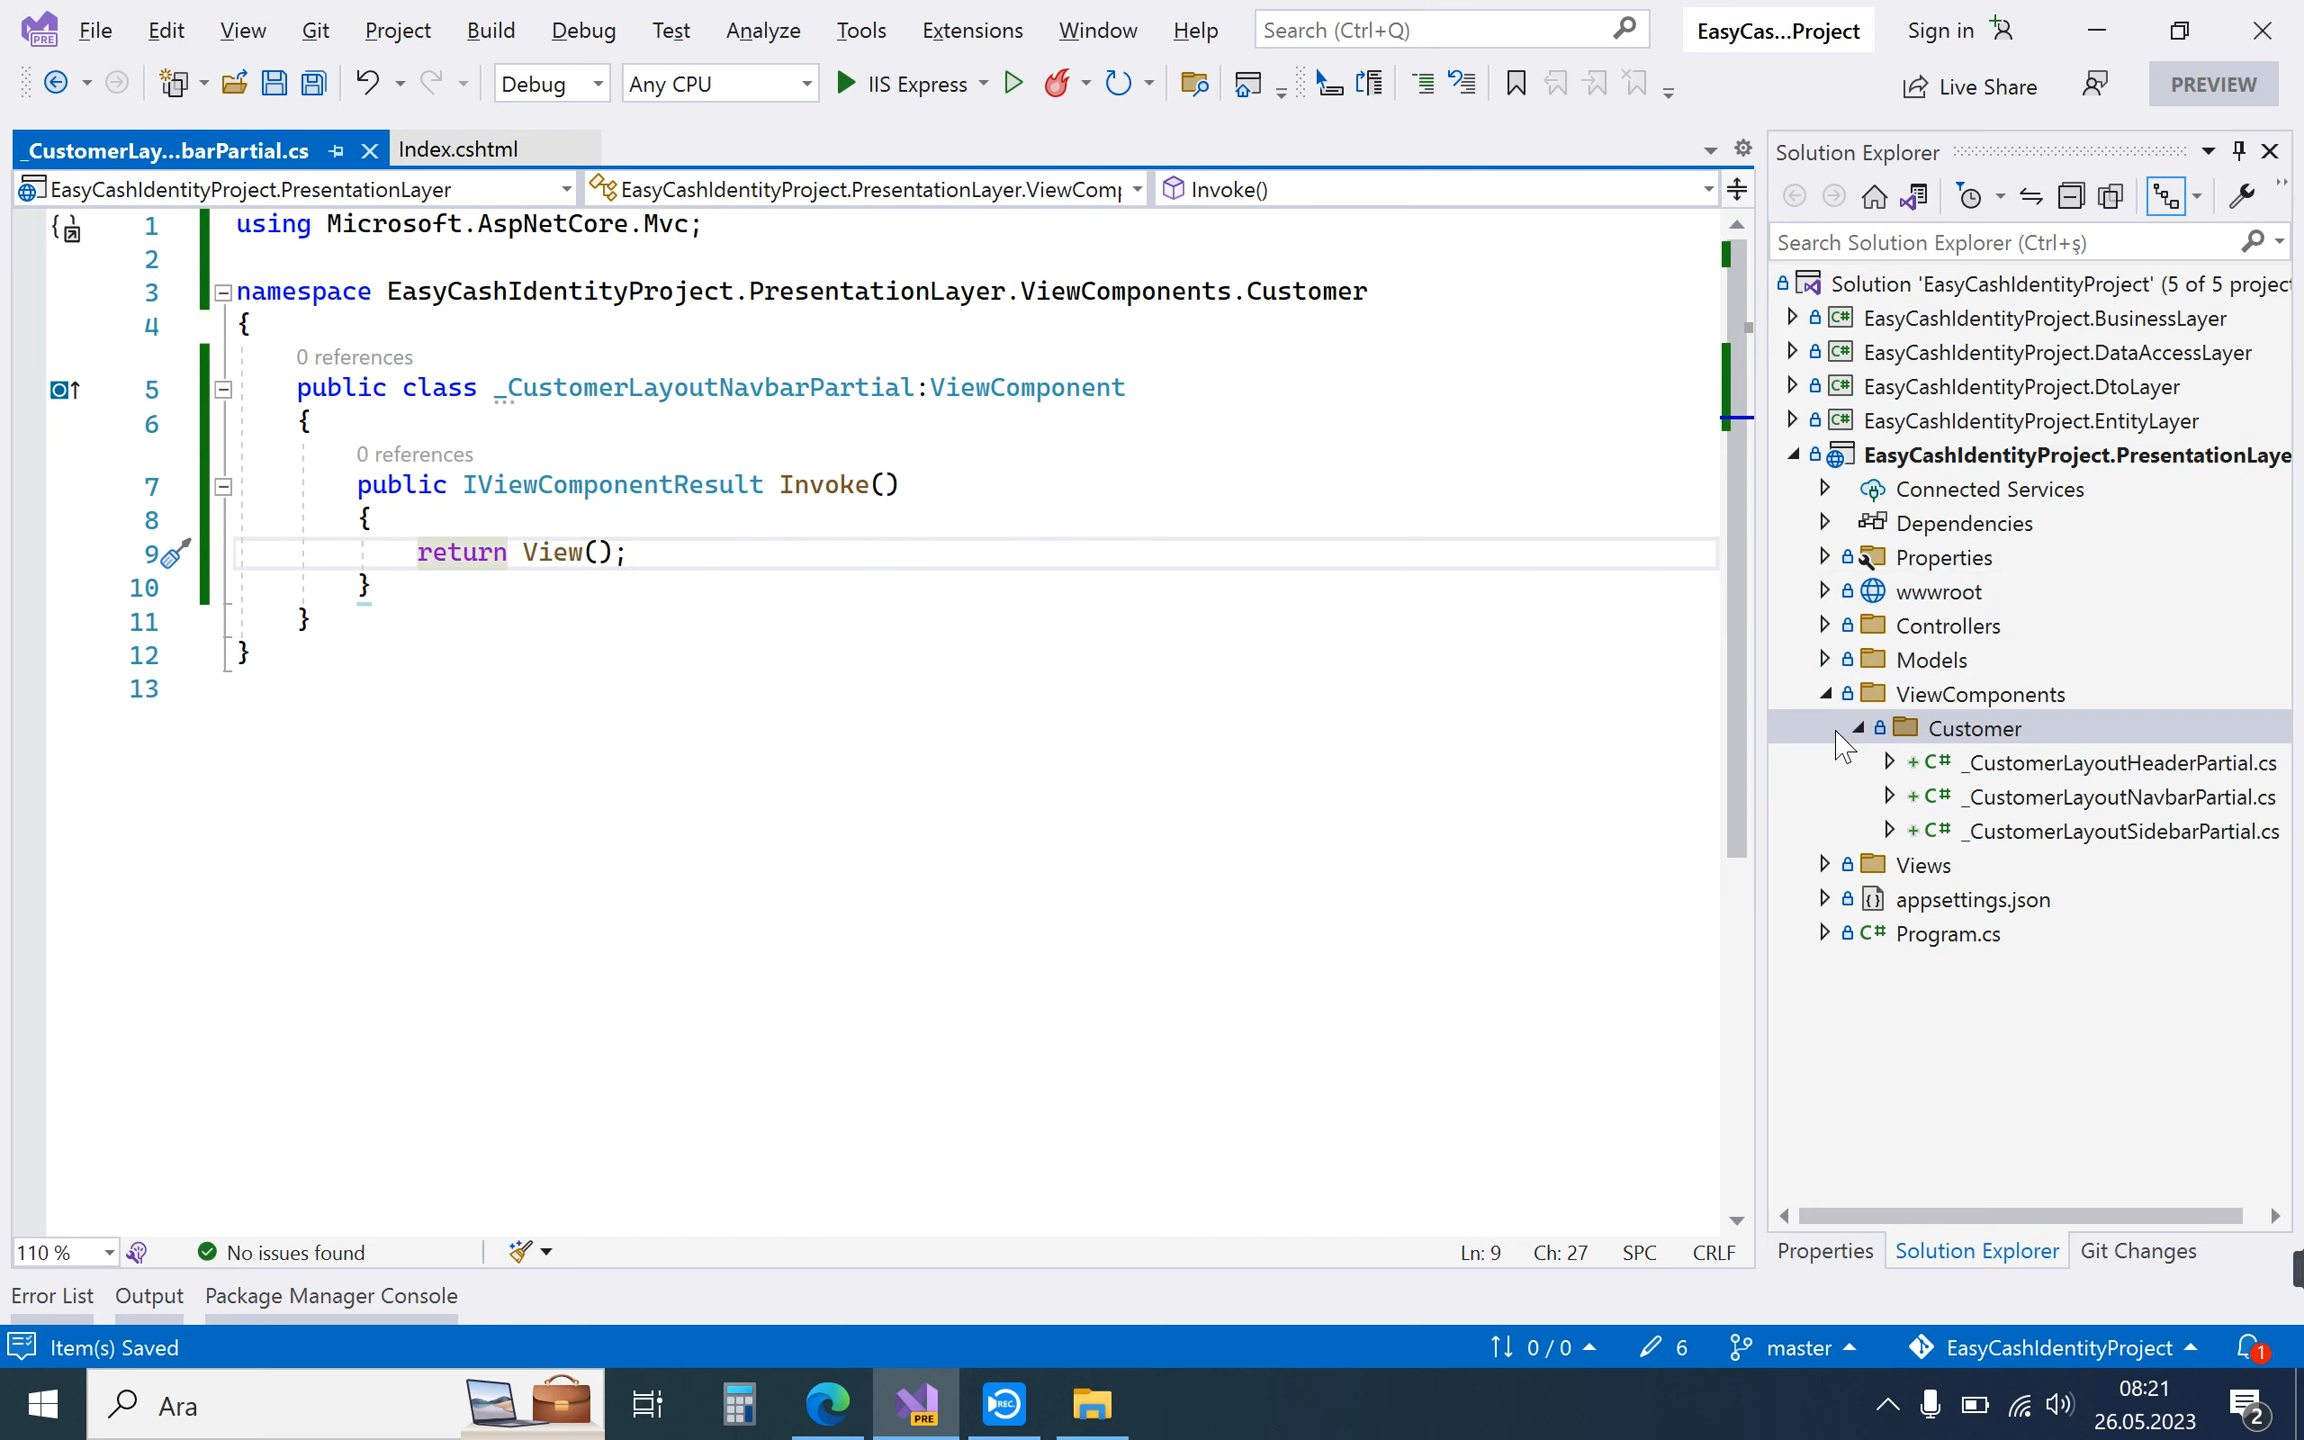 PRE File Edit View Git Project Build Debug Test Analyze Tools Extensions Window Help Search (Ctrl+Q) EasyCas...Project Sign in
Debug Any CPU IIS Express Live Share PREVIEW
_CustomerLay...barPartial.cs Index.cshtml
EasyCashIdentityProject.PresentationLayer EasyCashIdentityProject.PresentationLayer.ViewComp Invoke()
1 using Microsoft.AspNetCore.Mvc;
2
3 namespace EasyCashIdentityProject.PresentationLayer.ViewComponents.Customer
4 {
0 references
5 public class _CustomerLayoutNavbarPartial:ViewComponent
6 {
0 references
7 public IViewComponentResult Invoke()
8 {
9 return View();
10 }
11 }
12 }
13
110 % No issues found Ln: 9 Ch: 27 SPC CRLF
Solution Explorer
Search Solution Explorer (Ctrl+ş)
Solution 'EasyCashIdentityProject' (5 of 5 project
C# EasyCashIdentityProject.BusinessLayer
C# EasyCashIdentityProject.DataAccessLayer
C# EasyCashIdentityProject.DtoLayer
C# EasyCashIdentityProject.EntityLayer
EasyCashIdentityProject.PresentationLaye
Connected Services
Dependencies
Properties
wwwroot
Controllers
Models
ViewComponents
Customer
+ C# _CustomerLayoutHeaderPartial.cs
+ C# _CustomerLayoutNavbarPartial.cs
+ C# _CustomerLayoutSidebarPartial.cs
Views
appsettings.json
C# Program.cs
Properties Solution Explorer Git Changes
Error List Output Package Manager Console
Item(s) Saved 0 / 0 6 master EasyCashIdentityProject 1
Ara PRE REC 08:21
26.05.2023 2